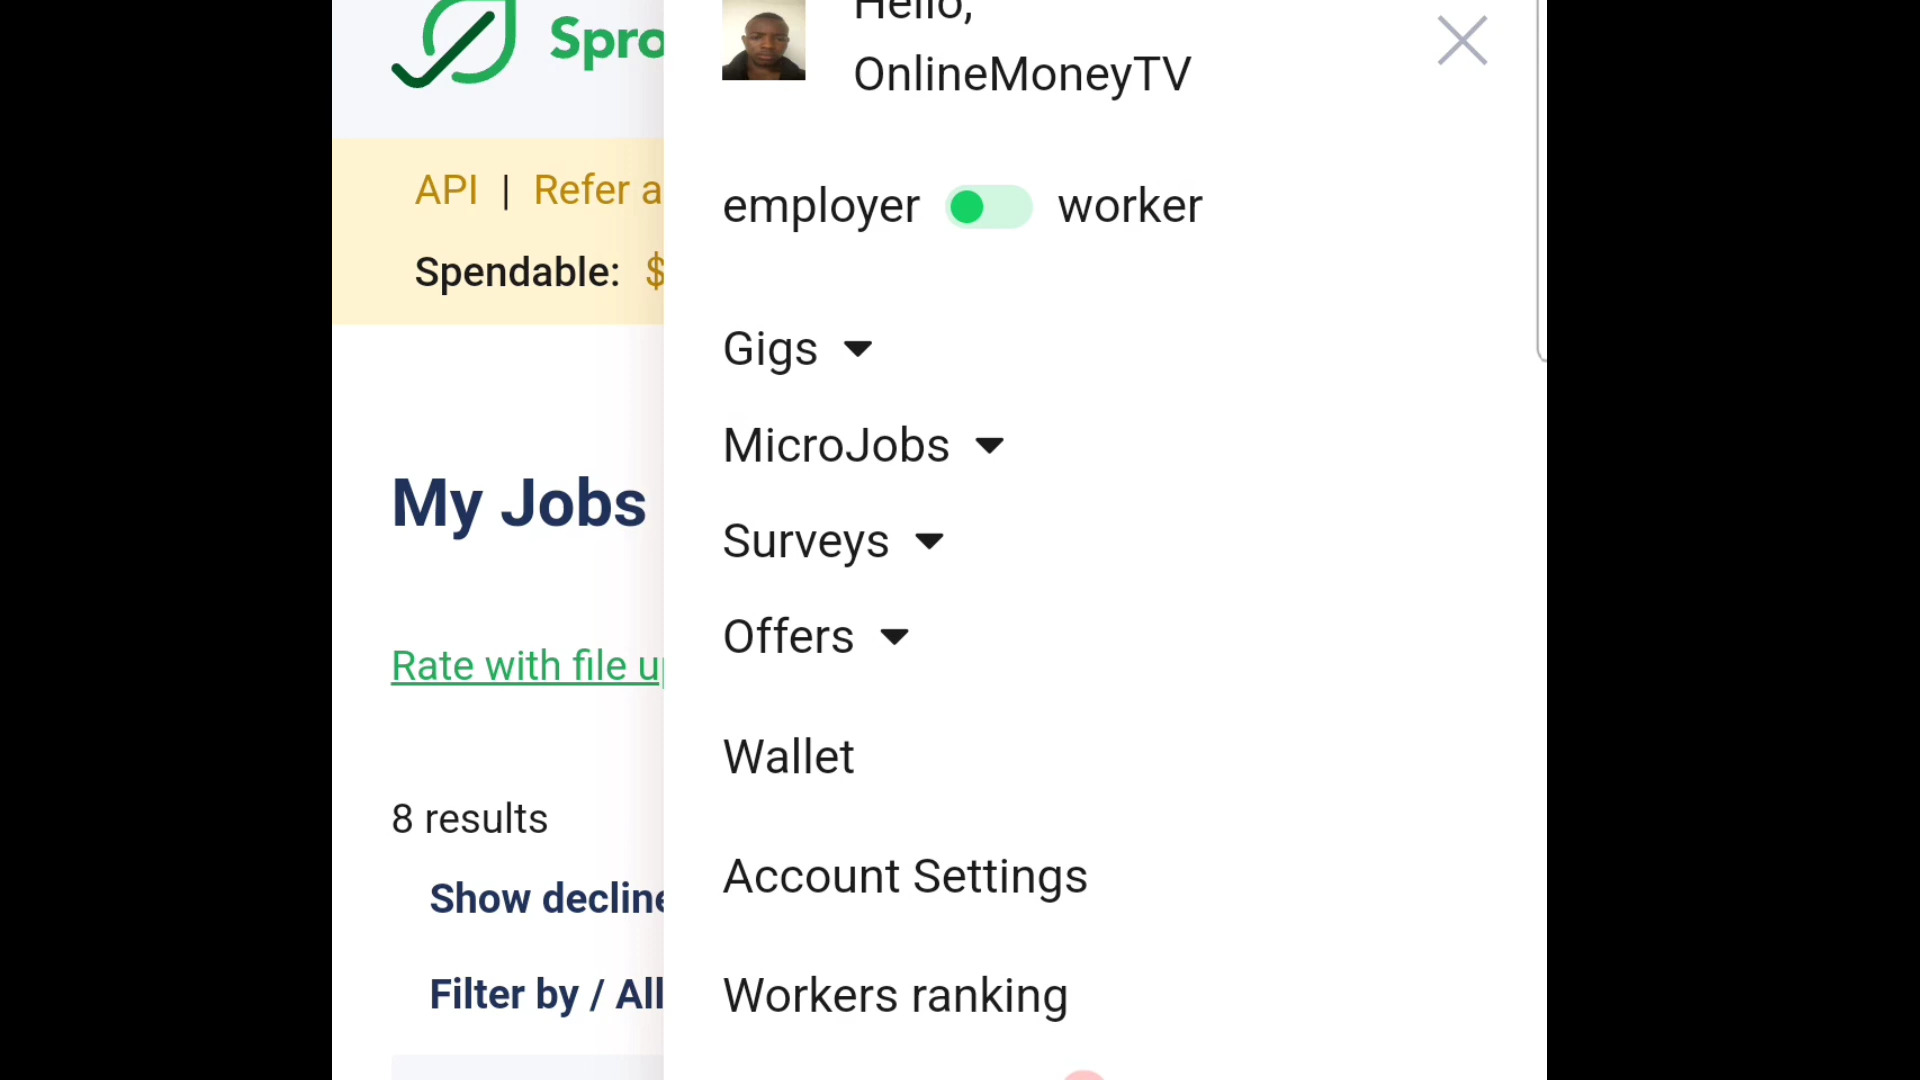 Spro
API | Refer a
Spendable: $
My Jobs
Rate with file up
8 results
Show decline
Filter by / All
Hello,
OnlineMoneyTV
employer worker
Gigs
MicroJobs
Surveys
Offers
Wallet
Account Settings
Workers ranking